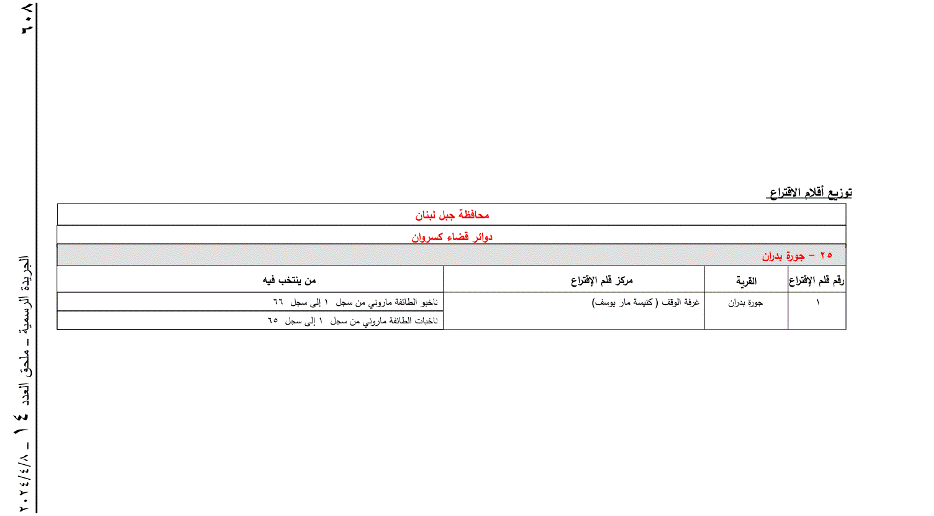 ٦٠٨
الجريدة الرسمية – ملحق العدد ١٤ – ٢٠٢٤/٤/٨
توزيع أقلام الاقتراع
محافظة جبل لبنان
دوائر قضاء كسروان
٢٥ - جورة بدران
رقم قلم الإقتراع القرية مركز قلم الإقتراع من ينتخب فيه
١ جورة بدران غرفة الوقف ( كنيسة مار يوسف) ناخبو الطائفة ماروني من سجل ١ إلى سجل ٦٦
ناخبات الطائفة ماروني من سجل ١ إلى سجل ٦٥